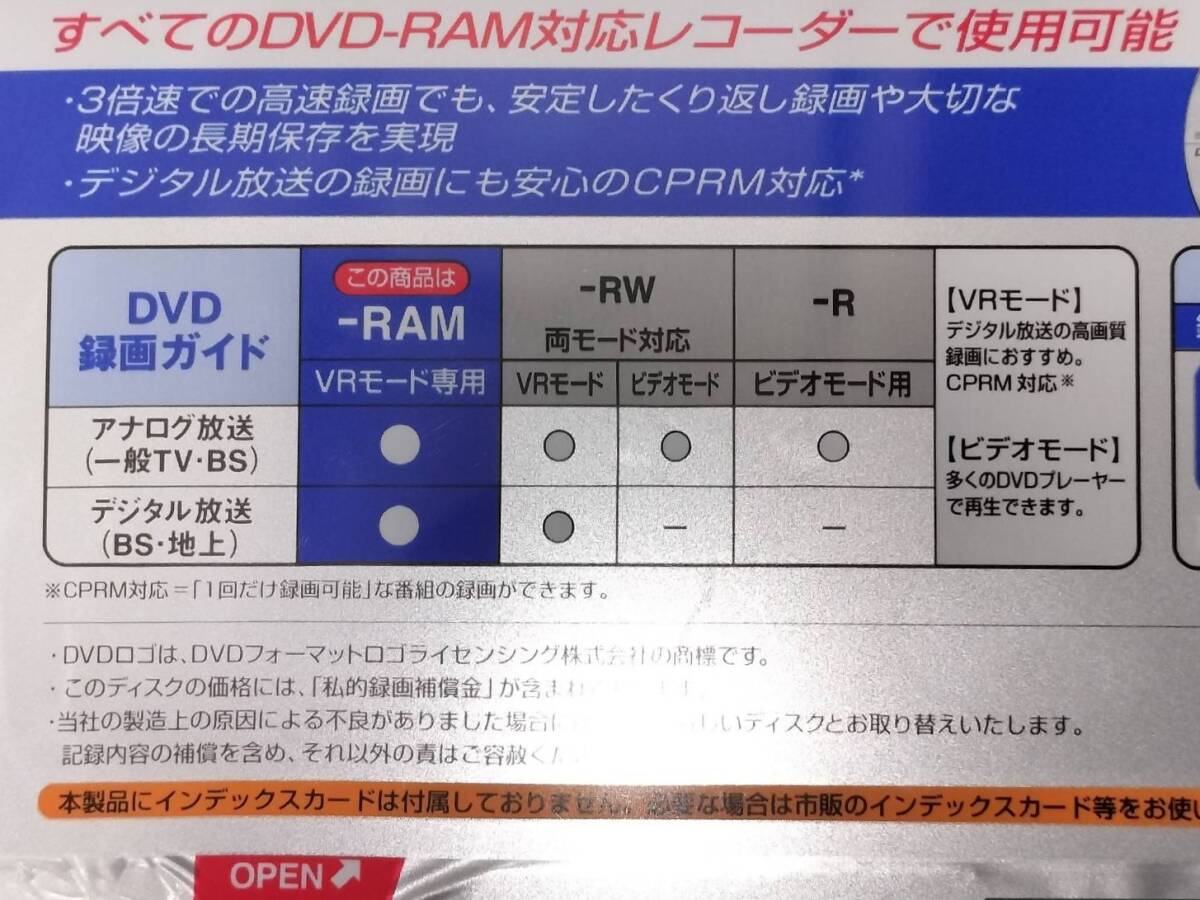 すべてのDVD-RAM対応レコーダーで使用可能
・3倍速での高速録画でも、安定したくり返し録画や大切な
映像の長期保存を実現
・デジタル放送の録画にも安心のCPRM対応*
DVD
録画ガイド
この商品は
-RAM
VRモード専用
-RW
両モード対応
VRモード
ビデオモード
-R
ビデオモード用
アナログ放送
(一般TV・BS)
デジタル放送
(BS・地上)
－
－
【VRモード】
デジタル放送の高画質
録画におすすめ。
CPRM対応※
【ビデオモード】
多くのDVDプレーヤー
で再生できます。
※CPRM対応=「1回だけ録画可能」な番組の録画ができます。
・DVDロゴは、DVDフォーマットロゴライセンシング株式会社の商標です。
・このディスクの価格には、「私的録画補償金」が含まれ
・当社の製造上の原因による不良がありました場合に しいディスクとお取り替えいたします。
記録内容の補償を含め、それ以外の責はご容赦くだ
本製品にインデックスカードは付属しておりません。必要な場合は市販のインデックスカード等をお使い
OPEN